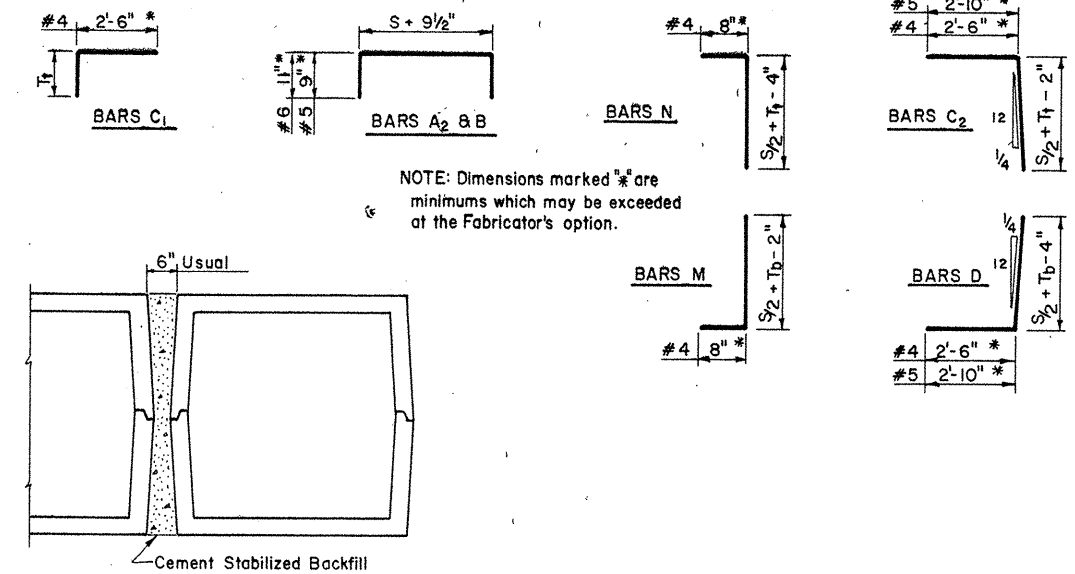 #4 2'-6" *
Tt
BARS C1
S + 9 1/2"
#6 11"*
#5 9"*
BARS A2 & B
#4 8"*
S/2 + Tt - 4"
BARS N
#5 2'-10" *
#4 2'-6" *
12
1/4
S/2 + Tt - 2"
BARS C2
NOTE: Dimensions marked "*" are
minimums which may be exceeded
at the Fabricator's option.
BARS M
S/2 + Tb - 2"
#4 8" *
1/4
12
BARS D
S/2 + Tb - 4"
#4 2'-6" *
#5 2'-10" *
6" Usual
Cement Stabilized Backfill